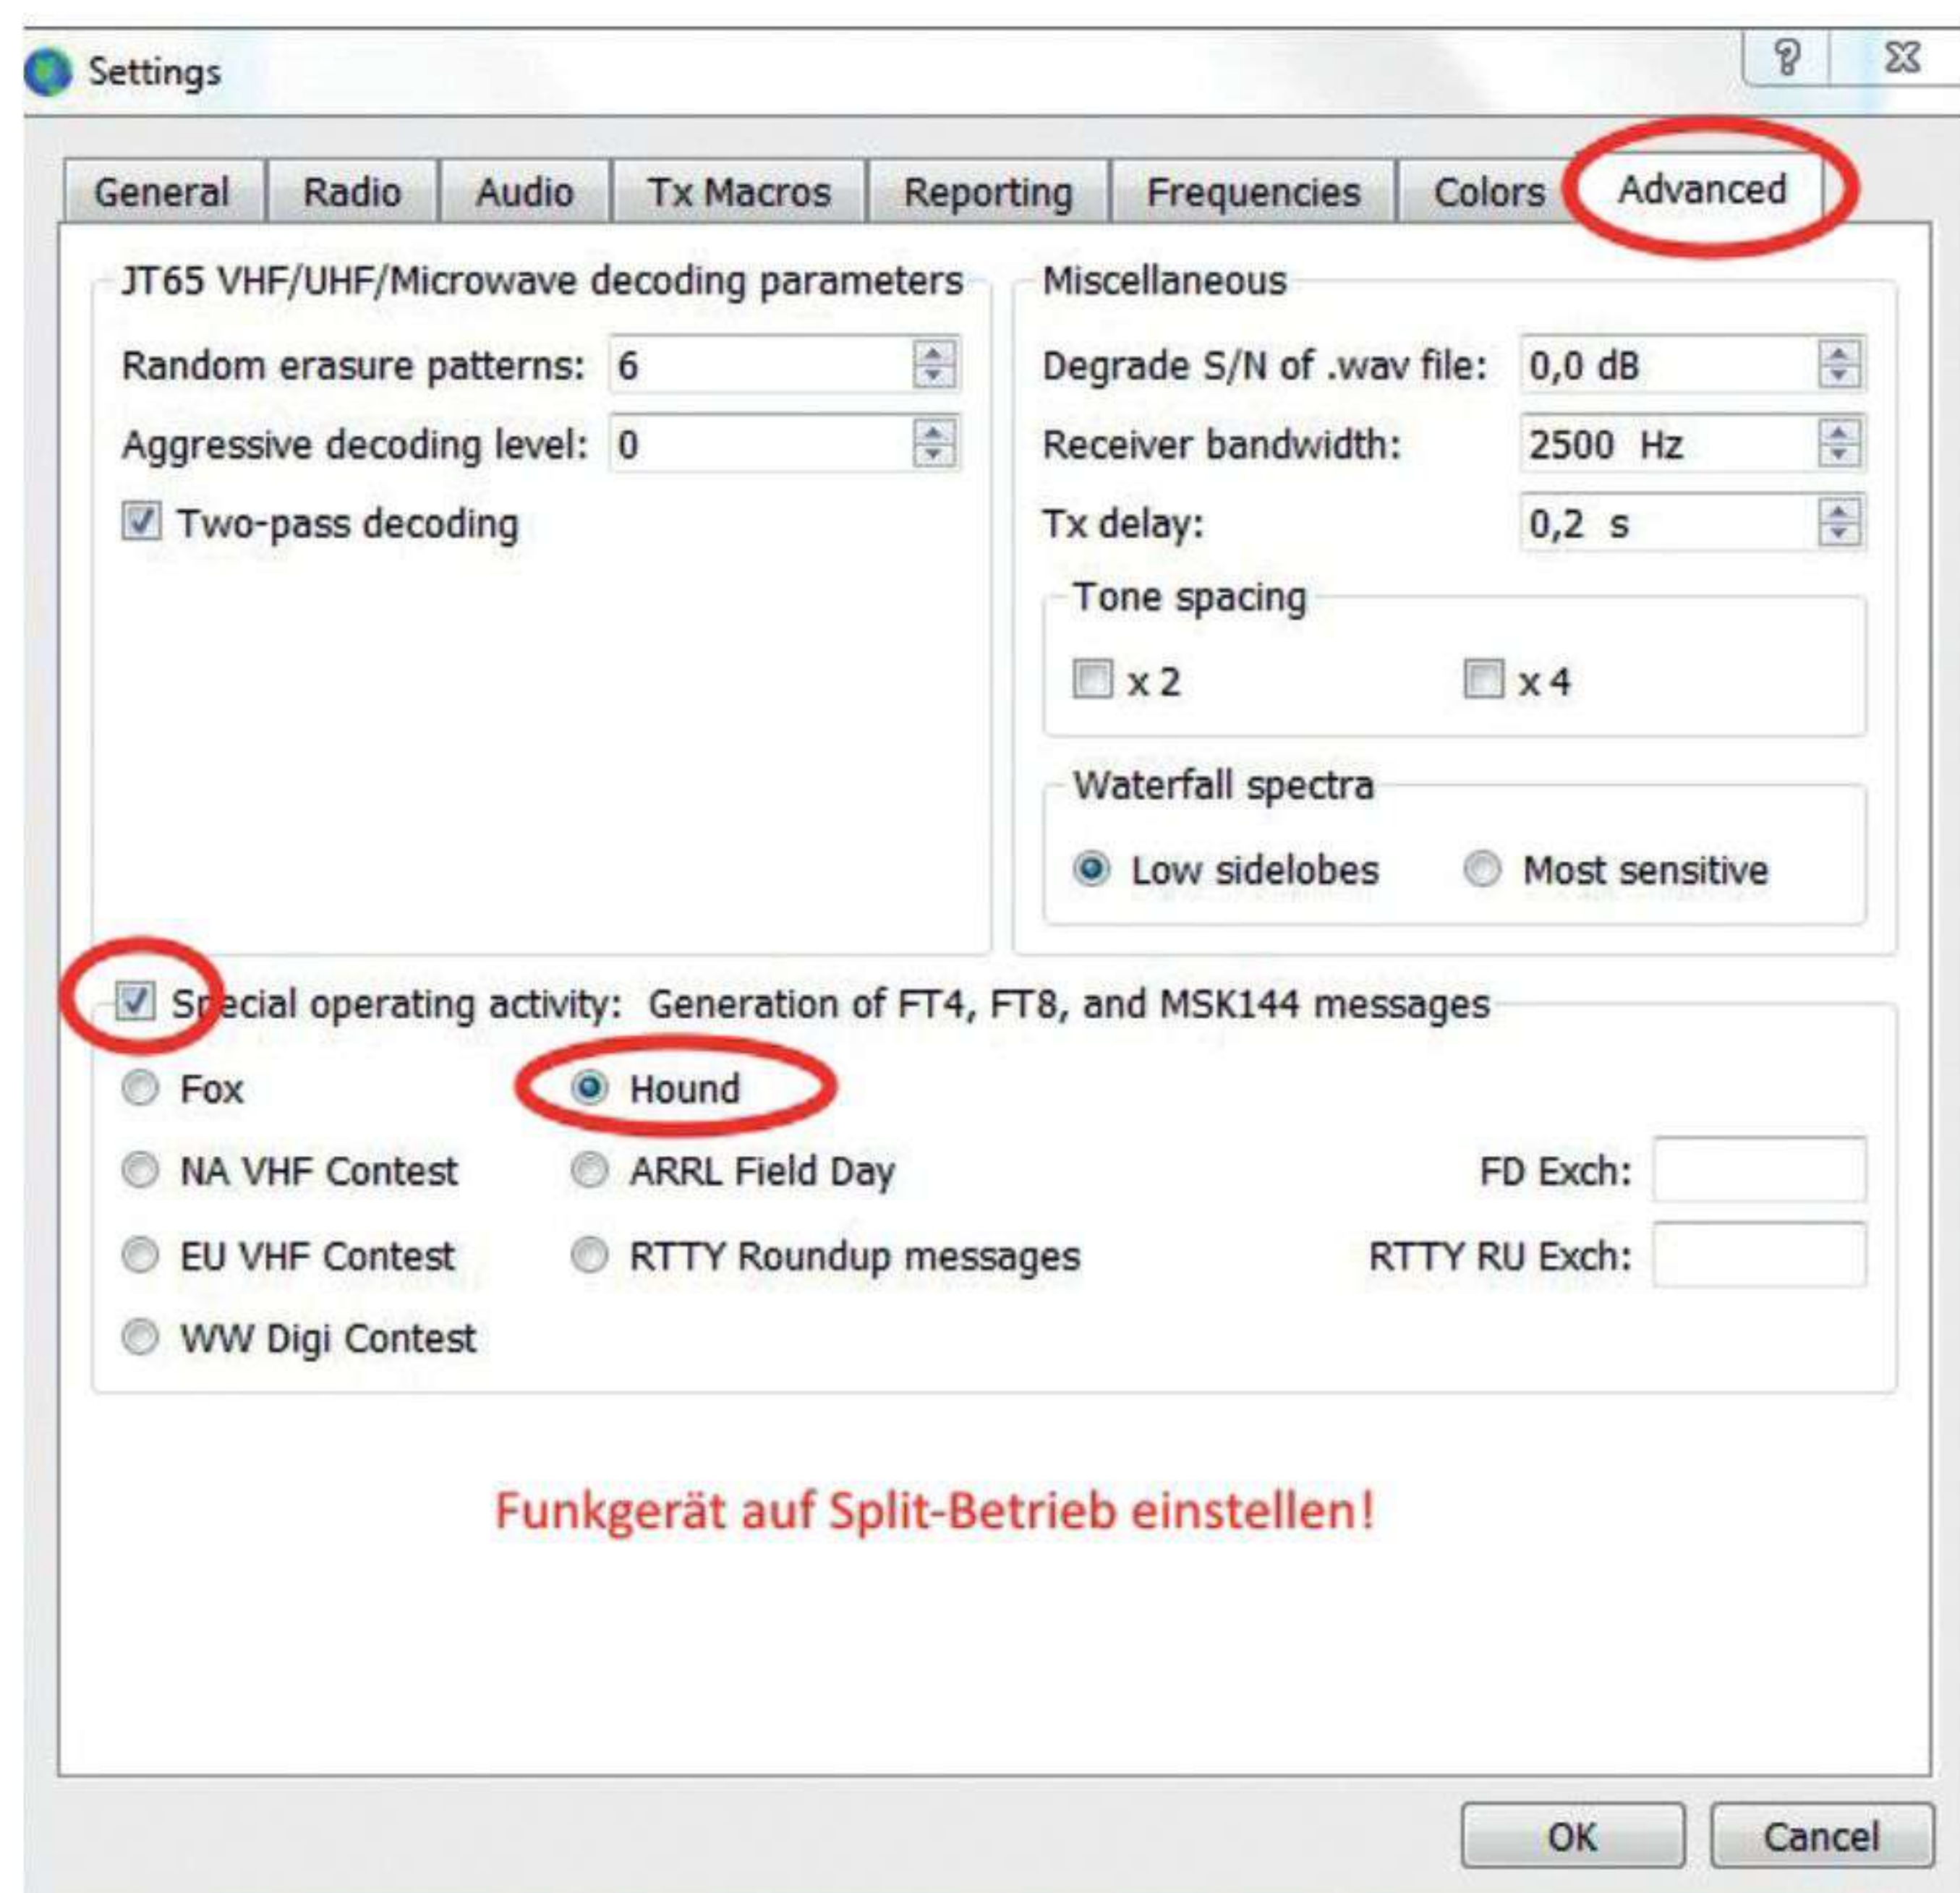 Settings
General Radio Audio Tx Macros Reporting Frequencies Colors Advanced
JT65 VHF/UHF/Microwave decoding parameters
Random erasure patterns: 6
Aggressive decoding level: 0
Two-pass decoding
Miscellaneous
Degrade S/N of .wav file: 0,0 dB
Receiver bandwidth: 2500 Hz
Tx delay: 0,2 s
Tone spacing
x 2 x 4
Waterfall spectra
Low sidelobes Most sensitive
Special operating activity: Generation of FT4, FT8, and MSK144 messages
Fox Hound
NA VHF Contest ARRL Field Day FD Exch:
EU VHF Contest RTTY Roundup messages RTTY RU Exch:
WW Digi Contest
Funkgerät auf Split-Betrieb einstellen!
OK Cancel